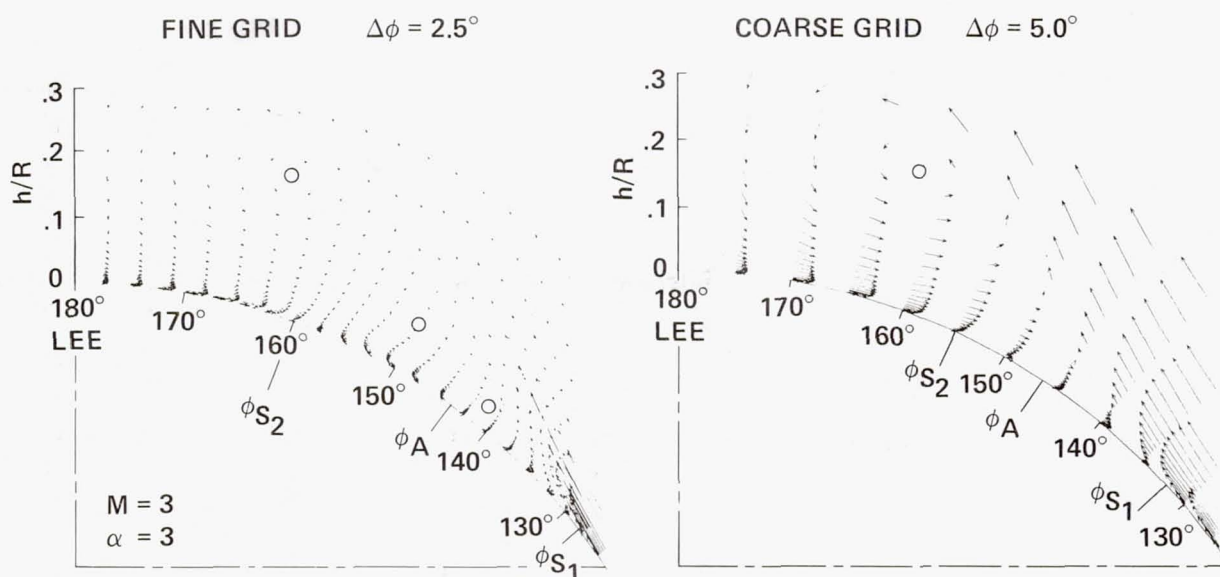 FINE GRID Δϕ = 2.5°
.3
.2
.1
0
h/R
180°
LEE
170°
160°
ϕS2
150°
ϕA
140°
130°
ϕS1
M = 3
α = 3
COARSE GRID Δϕ = 5.0°
.3
.2
.1
0
h/R
180°
LEE
170°
160°
ϕS2
150°
ϕA
140°
ϕS1
130°